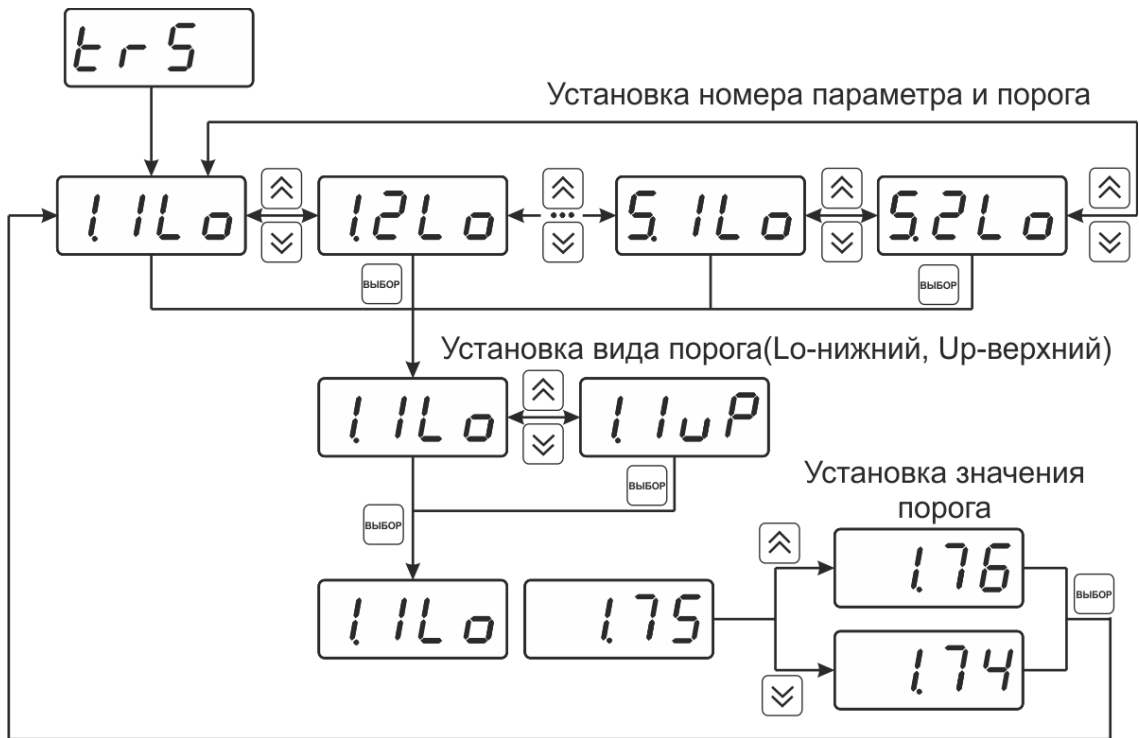 trS
Установка номера параметра и порога
1.1Lo
1.2Lo
...
5.1Lo
5.2Lo
ВЫБОР
ВЫБОР
Установка вида порога(Lo-нижний, Up-верхний)
1.1Lo
1.1uP
ВЫБОР
ВЫБОР
Установка значения
порога
1.1Lo
1.75
1.76
1.74
ВЫБОР